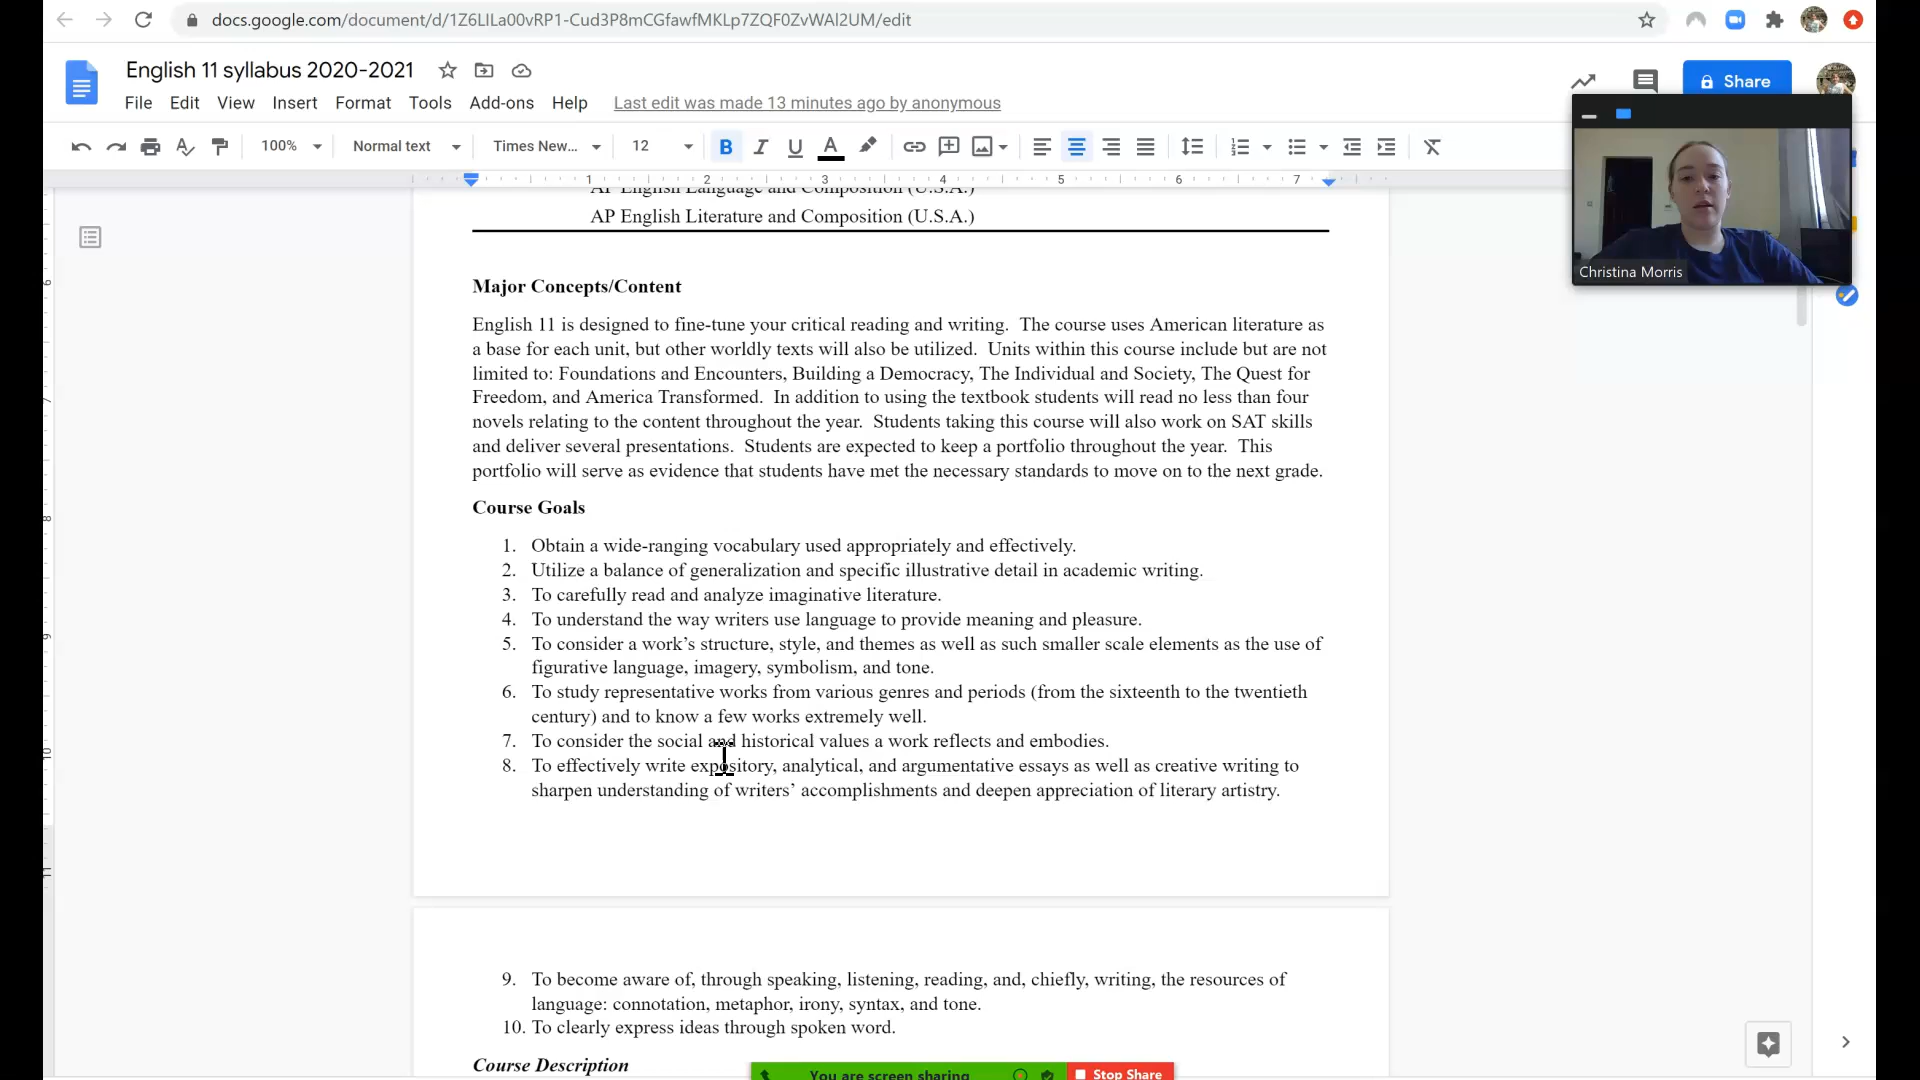 docs.google.com/document/d/1Z6LILa00vRP1-Cud3P8mCGfawfMKLp7ZQF0ZvWAl2UM/edit
English 11 syllabus 2020-2021
File Edit View Insert Format Tools Add-ons Help Last edit was made 13 minutes ago by anonymous
Share
100% Normal text Times New... 12
1 2 3 4 5 6 7
Christina Morris
AP English Language and Composition (U.S.A.)
AP English Literature and Composition (U.S.A.)
Major Concepts/Content
English 11 is designed to fine-tune your critical reading and writing. The course uses American literature as
a base for each unit, but other worldly texts will also be utilized. Units within this course include but are not
limited to: Foundations and Encounters, Building a Democracy, The Individual and Society, The Quest for
Freedom, and America Transformed. In addition to using the textbook students will read no less than four
novels relating to the content throughout the year. Students taking this course will also work on SAT skills
and deliver several presentations. Students are expected to keep a portfolio throughout the year. This
portfolio will serve as evidence that students have met the necessary standards to move on to the next grade.
Course Goals
1. Obtain a wide-ranging vocabulary used appropriately and effectively.
2. Utilize a balance of generalization and specific illustrative detail in academic writing.
3. To carefully read and analyze imaginative literature.
4. To understand the way writers use language to provide meaning and pleasure.
5. To consider a work’s structure, style, and themes as well as such smaller scale elements as the use of
figurative language, imagery, symbolism, and tone.
6. To study representative works from various genres and periods (from the sixteenth to the twentieth
century) and to know a few works extremely well.
7. To consider the social and historical values a work reflects and embodies.
8. To effectively write expository, analytical, and argumentative essays as well as creative writing to
sharpen understanding of writers’ accomplishments and deepen appreciation of literary artistry.
9. To become aware of, through speaking, listening, reading, and, chiefly, writing, the resources of
language: connotation, metaphor, irony, syntax, and tone.
10. To clearly express ideas through spoken word.
Course Description
You are screen sharing Stop Share